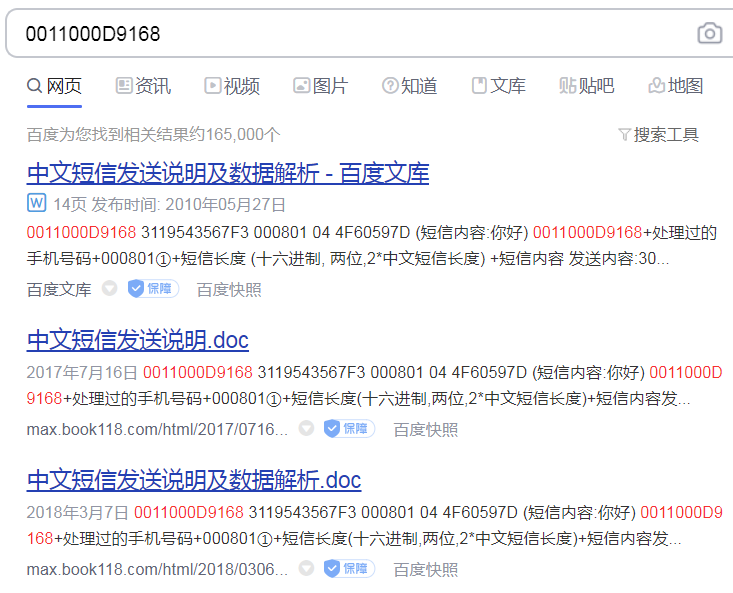 0011000D9168
网页 资讯 视频 图片 知道 文库 贴吧 地图
百度为您找到相关结果约165,000个 搜索工具
中文短信发送说明及数据解析 - 百度文库
W 14页 发布时间: 2010年05月27日
0011000D9168 3119543567F3 000801 04 4F60597D (短信内容:你好) 0011000D9168+处理过的
手机号码+000801①+短信长度 (十六进制, 两位,2*中文短信长度) +短信内容 发送内容:30...
百度文库 保障 百度快照
中文短信发送说明.doc
2017年7月16日 0011000D9168 3119543567F3 000801 04 4F60597D (短信内容:你好) 0011000D
9168+处理过的手机号码+000801①+短信长度(十六进制,两位,2*中文短信长度)+短信内容发...
max.book118.com/html/2017/0716... 保障 百度快照
中文短信发送说明及数据解析.doc
2018年3月7日 0011000D9168 3119543567F3 000801 04 4F60597D (短信内容:你好) 0011000D9
168+处理过的手机号码+000801①+短信长度(十六进制,两位,2*中文短信长度)+短信内容发...
max.book118.com/html/2018/0306... 保障 百度快照